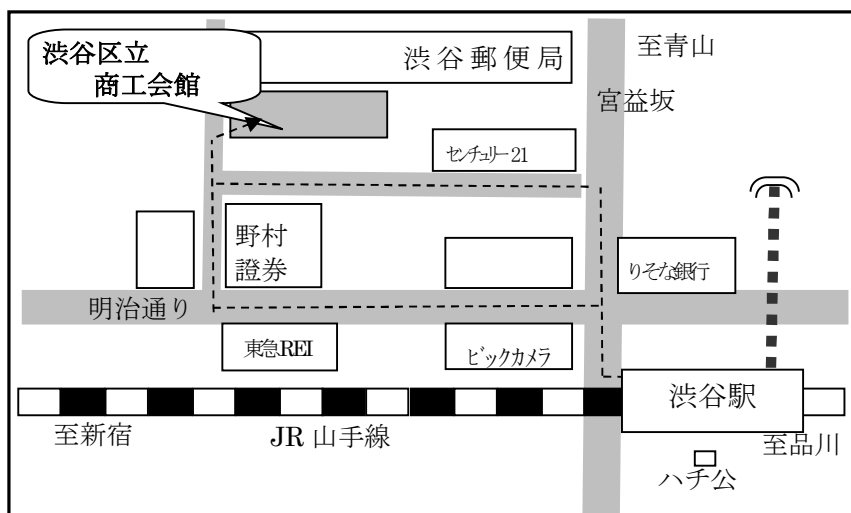 渋谷区立
商工会館
渋谷郵便局
至青山
宮益坂
センチュリー21
野村
證券
りそな銀行
明治通り
東急REI
ビックカメラ
渋谷駅
至新宿
JR山手線
至品川
ハチ公